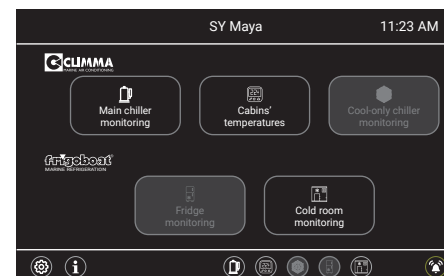 SY Maya
11:23 AM
CLIMMA
MARINE AIR CONDITIONING
Main chiller
monitoring
Cabins'
temperatures
Cool-only chiller
monitoring
frigoboat
MARINE REFRIGERATION
Fridge
monitoring
Cold room
monitoring